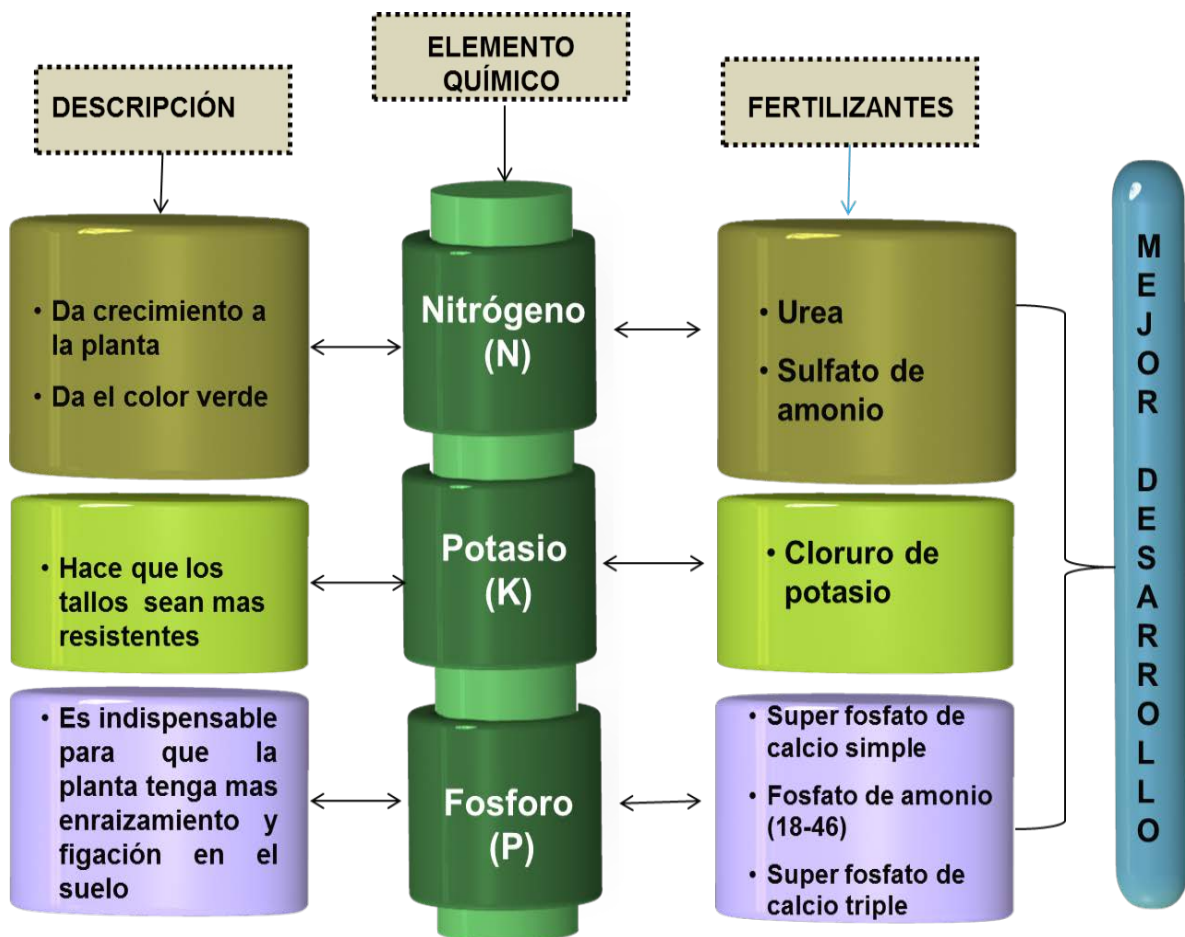 DESCRIPCIÓN
ELEMENTO
QUÍMICO
FERTILIZANTES
• Da crecimiento a
la planta
• Da el color verde
Nitrógeno
(N)
• Urea
• Sulfato de
amonio
• Hace que los
tallos sean mas
resistentes
Potasio
(K)
• Cloruro de
potasio
• Es indispensable
para que la
planta tenga mas
enraizamiento y
figación en el
suelo
Fosforo
(P)
• Super fosfato de
calcio simple
• Fosfato de amonio
(18-46)
• Super fosfato de
calcio triple
MEJOR DESARROLLO